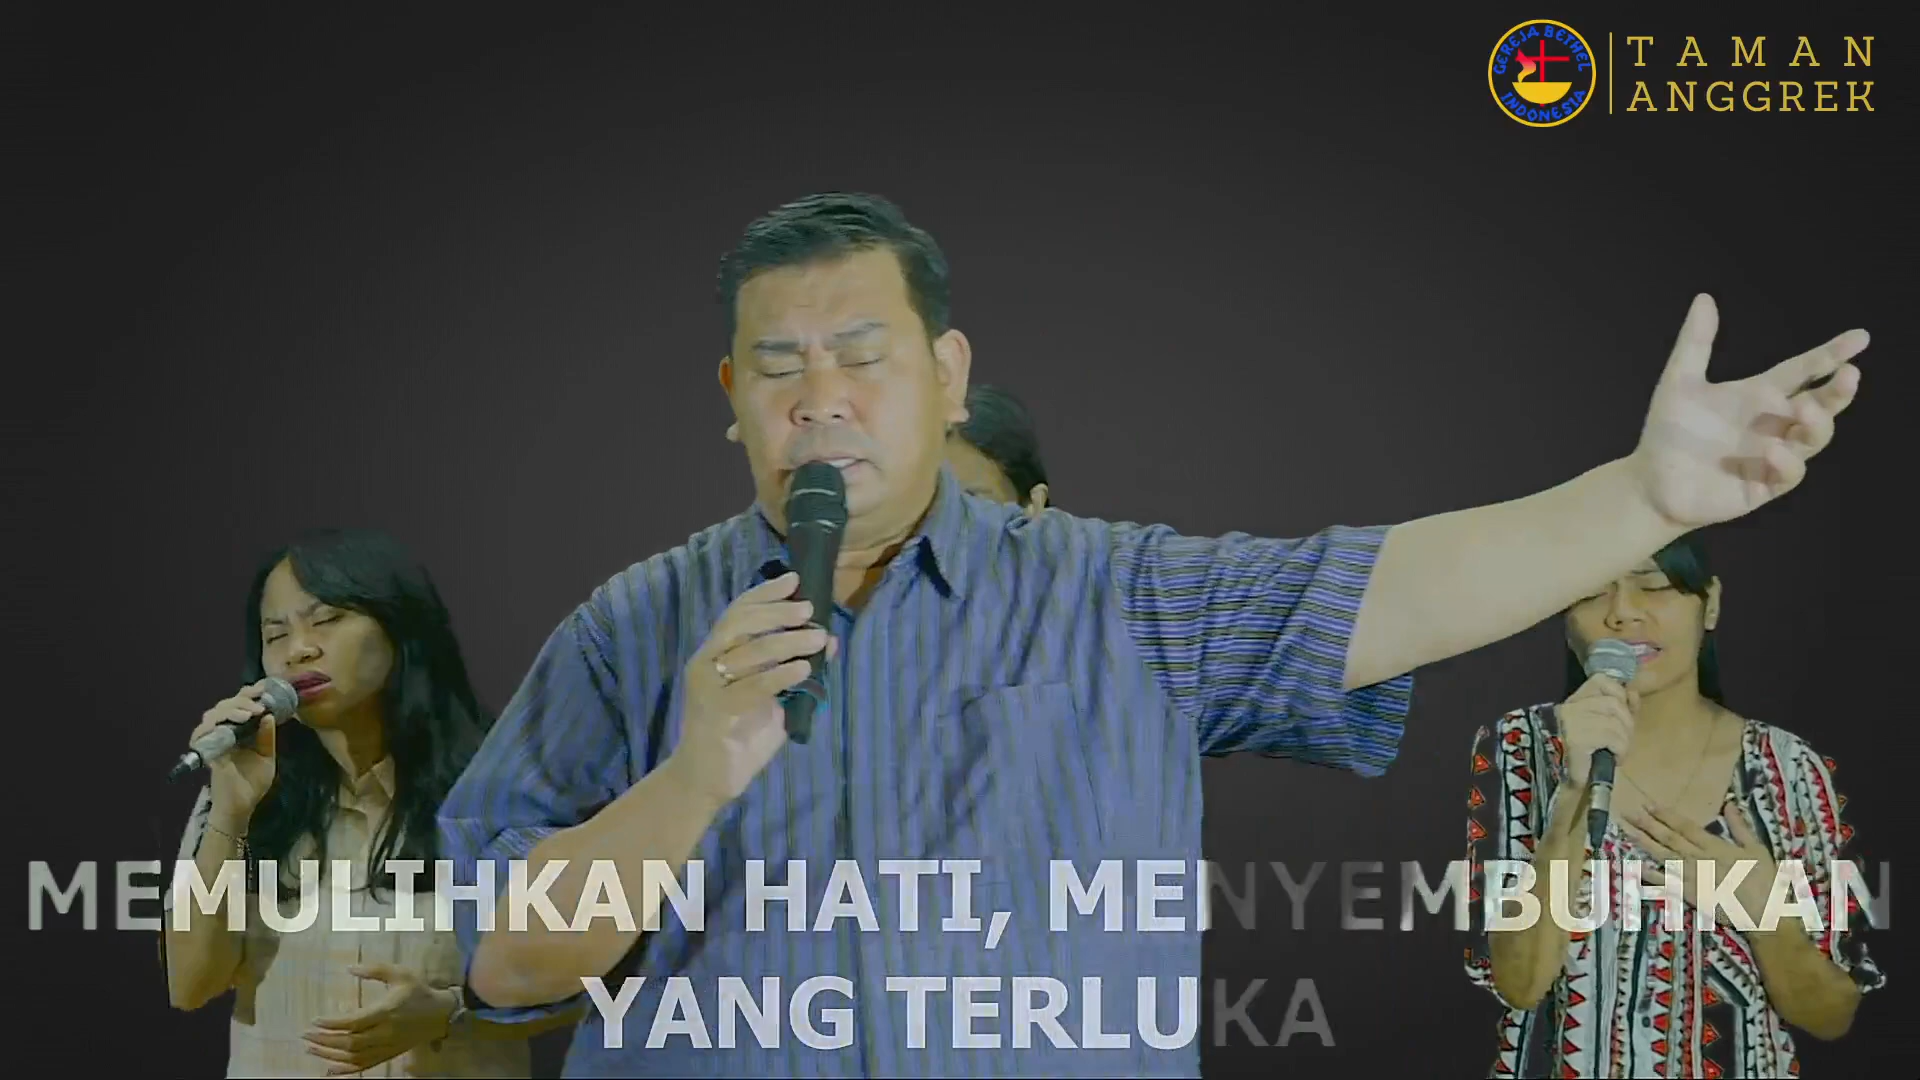 GEREJA BETHEL
INDONESIA
TAMAN
ANGGREK
MEMULIHKAN HATI, MENYEMBUHKAN
YANG TERLUKA